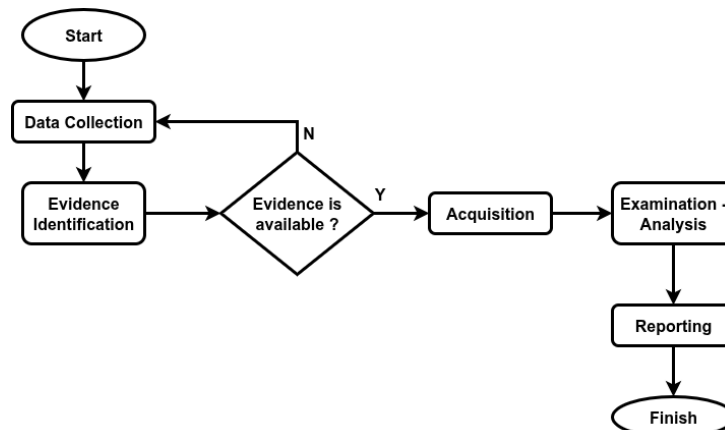 Start
Data Collection
N
Evidence
Identification
Evidence is
available ?
Y
Acquisition
Examination -
Analysis
Reporting
Finish